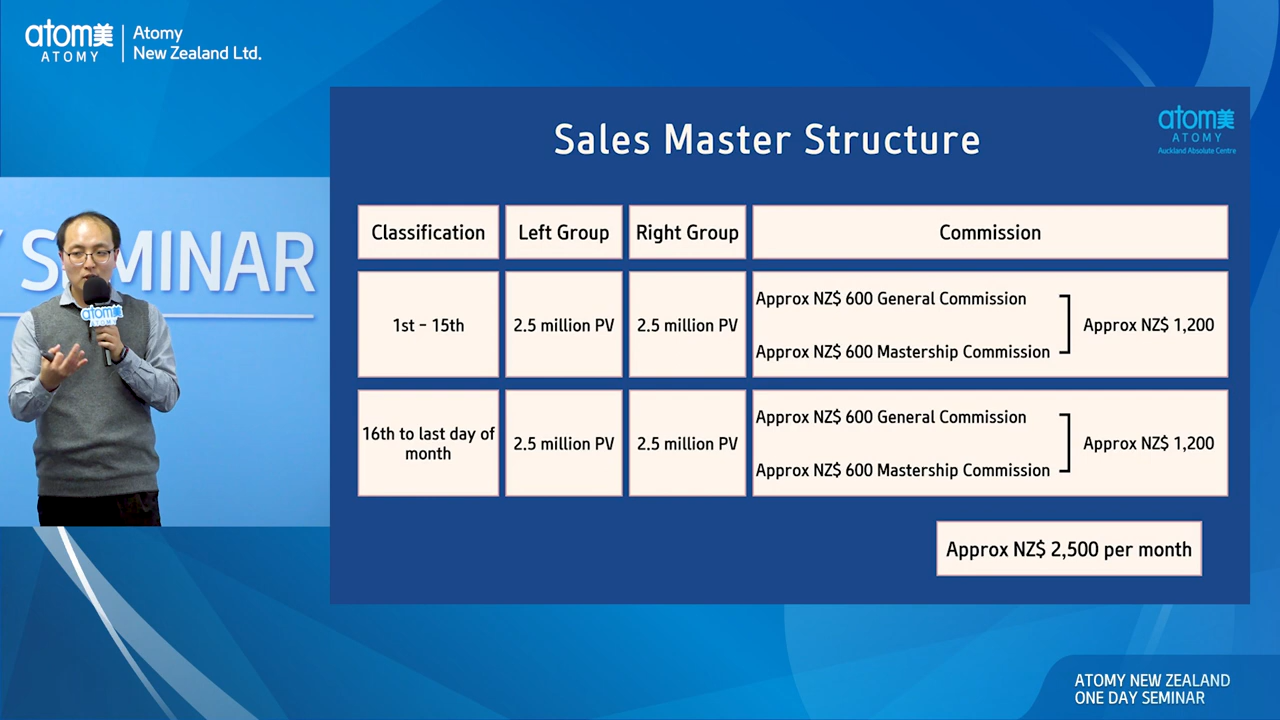 atom美
ATOMY
Atomy
New Zealand Ltd.
Sales Master Structure
atom美
ATOMY
Auckland Absolute Centre
SEMINAR
atom美
ATOMY
Classification
Left Group
Right Group
Commission
1st - 15th
2.5 million PV
2.5 million PV
Approx NZ$ 600 General Commission
Approx NZ$ 600 Mastership Commission
Approx NZ$ 1,200
16th to last day of
month
2.5 million PV
2.5 million PV
Approx NZ$ 600 General Commission
Approx NZ$ 600 Mastership Commission
Approx NZ$ 1,200
Approx NZ$ 2,500 per month
ATOMY NEW ZEALAND
ONE DAY SEMINAR